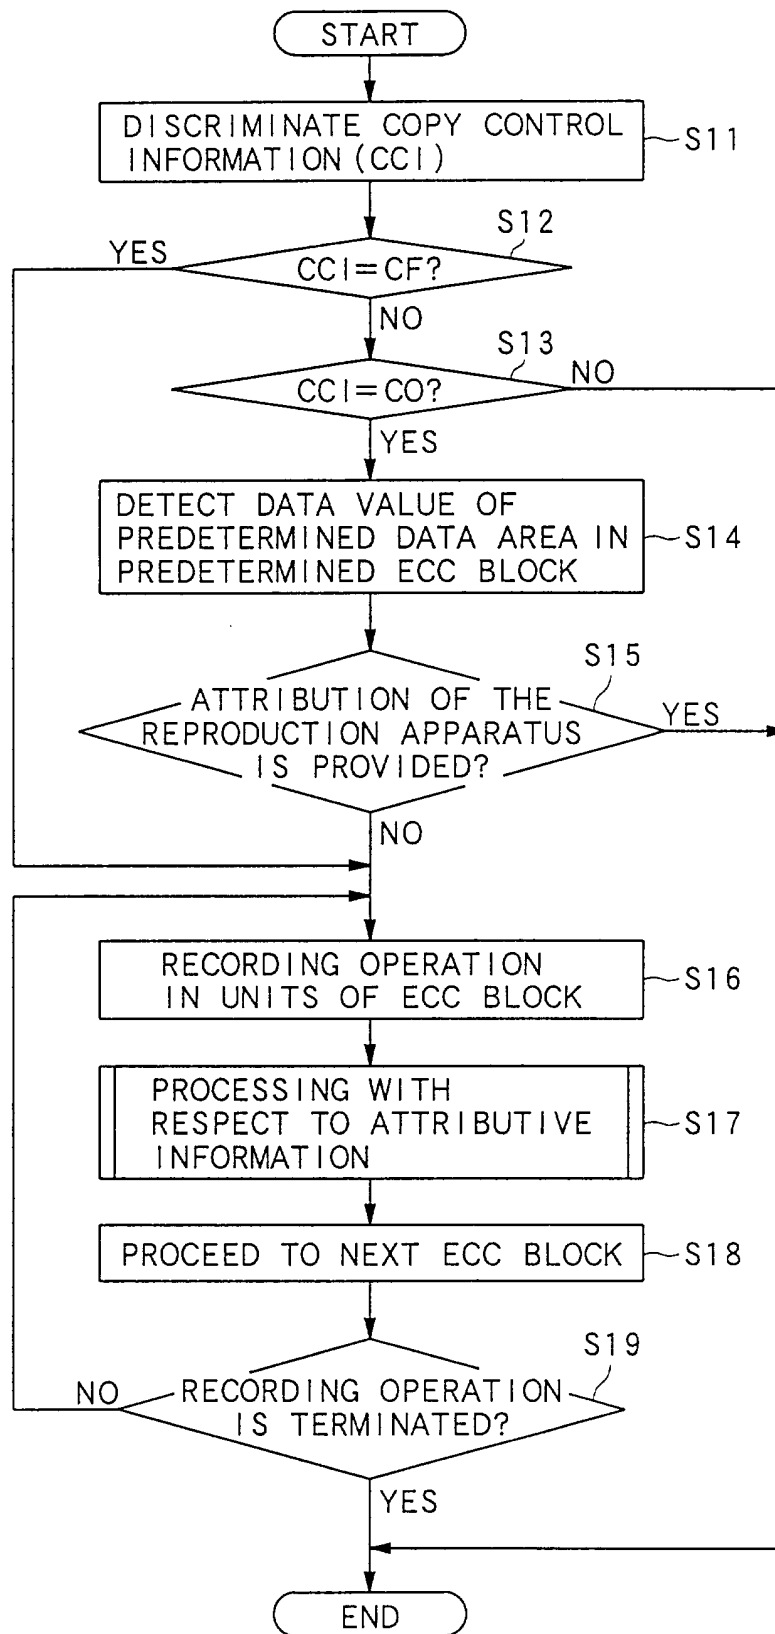 START
DISCRIMINATE COPY CONTROL
INFORMATION(CCI)
S11
S12
YES
CCI=CF?
NO
S13
CCI=CO?
NO
YES
DETECT DATA VALUE OF
PREDETERMINED DATA AREA IN
PREDETERMINED ECC BLOCK
S14
S15
ATTRIBUTION OF THE
REPRODUCTION APPARATUS
IS PROVIDED?
YES
NO
RECORDING OPERATION
IN UNITS OF ECC BLOCK
S16
PROCESSING WITH
RESPECT TO ATTRIBUTIVE
INFORMATION
S17
PROCEED TO NEXT ECC BLOCK
S18
S19
NO
RECORDING OPERATION
IS TERMINATED?
YES
END